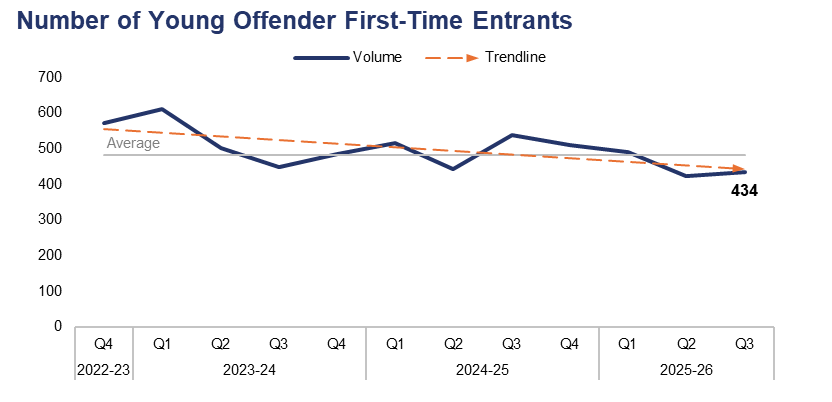 Number of Young Offender First-Time Entrants
Volume Trendline
700
600
500
400
300
200
100
0
Average
434
Q4 Q1 Q2 Q3 Q4 Q1 Q2 Q3 Q4 Q1 Q2 Q3
2022-23 2023-24 2024-25 2025-26